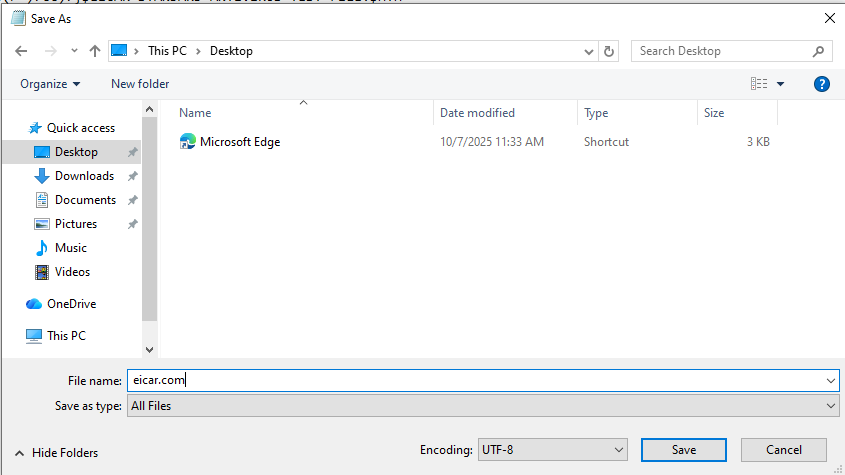 Save As
This PC > Desktop
Search Desktop
Organize
New folder
?
Name
Date modified
Type
Size
Quick access
Desktop
Downloads
Documents
Pictures
Music
Videos
OneDrive
This PC
Microsoft Edge
10/7/2025 11:33 AM
Shortcut
3 KB
File name:
eicar.com
Save as type:
All Files
Hide Folders
Encoding:
UTF-8
Save
Cancel